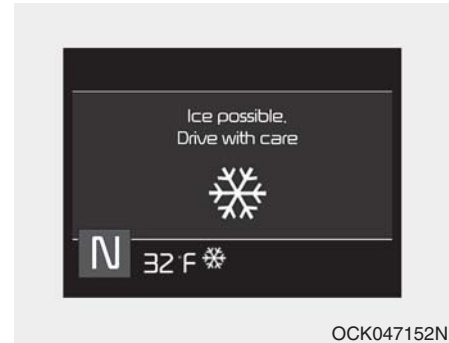 Ice possible,
Drive with care
N 32°F
OCK047152N